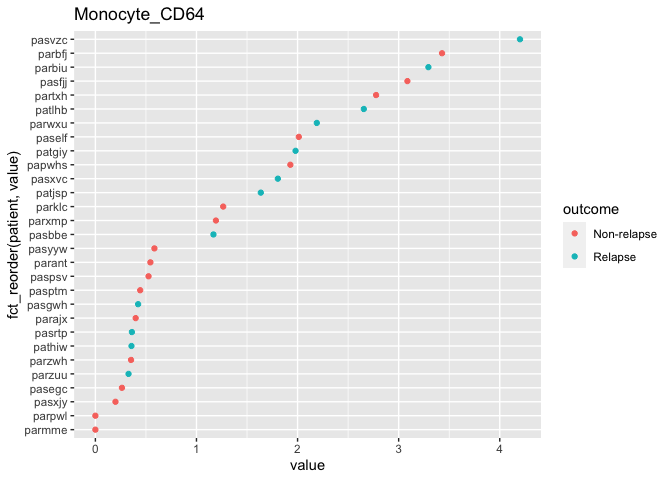 Monocyte_CD64
fct_reorder(patient, value)
pasvzc
parbfj
parbiu
pasfjj
partxh
patlhb
parwxu
paself
patgiy
papwhs
pasxvc
patjsp
parklc
parxmp
pasbbe
pasyyw
parant
paspsv
pasptm
pasgwh
parajx
pasrtp
pathiw
parzwh
parzuu
pasegc
pasxjy
parpwl
parmme
0 1 2 3 4
value
outcome
Non-relapse
Relapse